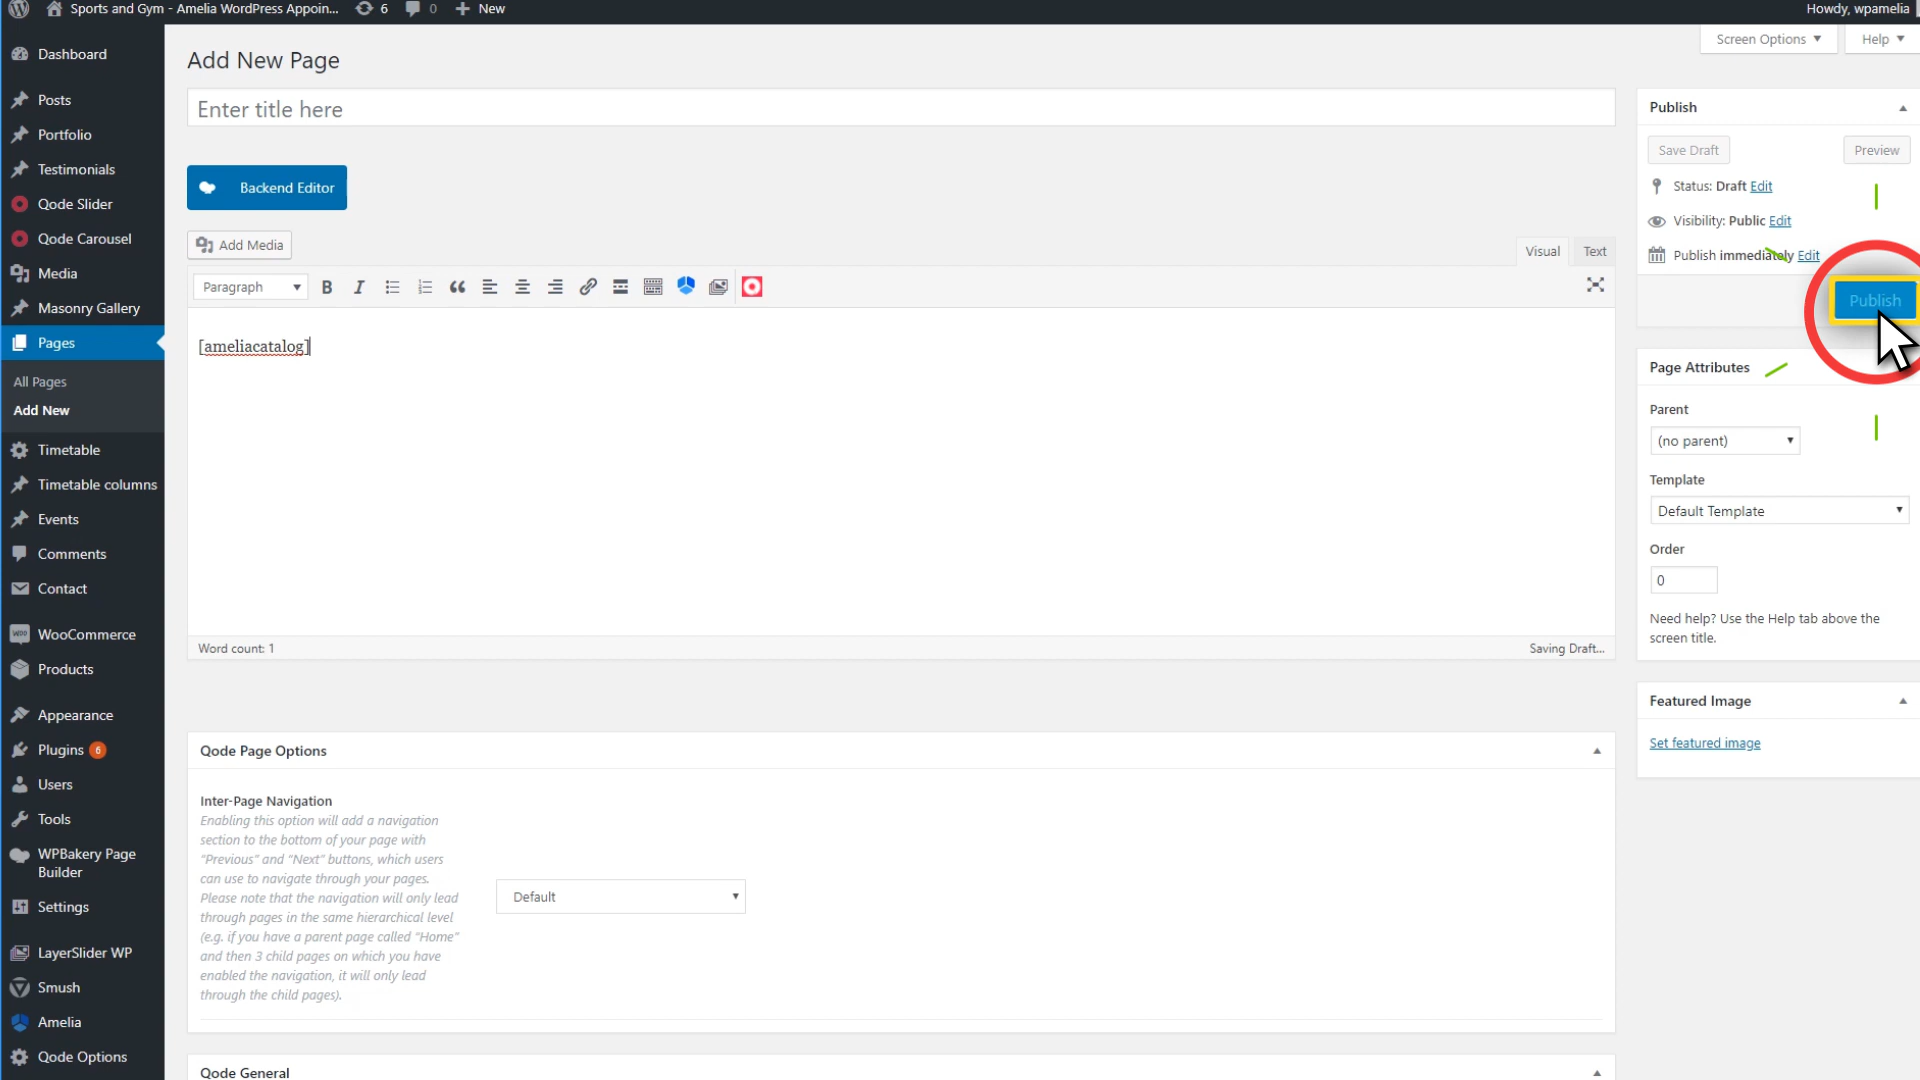 Sports and Gym - Amelia WordPress Appoin...
6
0
New
Howdy, wpamelia
Dashboard
Posts
Portfolio
Testimonials
Qode Slider
Qode Carousel
Media
Masonry Gallery
Pages
All Pages
Add New
Timetable
Timetable columns
Events
Comments
Contact
WooCommerce
Products
Appearance
Plugins 6
Users
Tools
WPBakery Page
Builder
Settings
LayerSlider WP
Smush
Amelia
Qode Options
Screen Options
Help
Add New Page
Enter title here
Backend Editor
Add Media
Visual
Text
Paragraph
[ameliacatalog]
Word count: 1
Saving Draft...
Qode Page Options
Inter-Page Navigation
Enabling this option will add a navigation
section to the bottom of your page with
"Previous" and "Next" buttons, which users
can use to navigate through your pages.
Please note that the navigation will only lead
through pages in the same hierarchical level
(e.g. if you have a parent page called "Home"
and then 3 child pages on which you have
enabled the navigation, it will only lead
through the child pages).
Default
Qode General
Publish
Save Draft
Preview
Status: Draft Edit
Visibility: Public Edit
Publish immediately Edit
Publish
Page Attributes
Parent
(no parent)
Template
Default Template
Order
0
Need help? Use the Help tab above the
screen title.
Featured Image
Set featured image